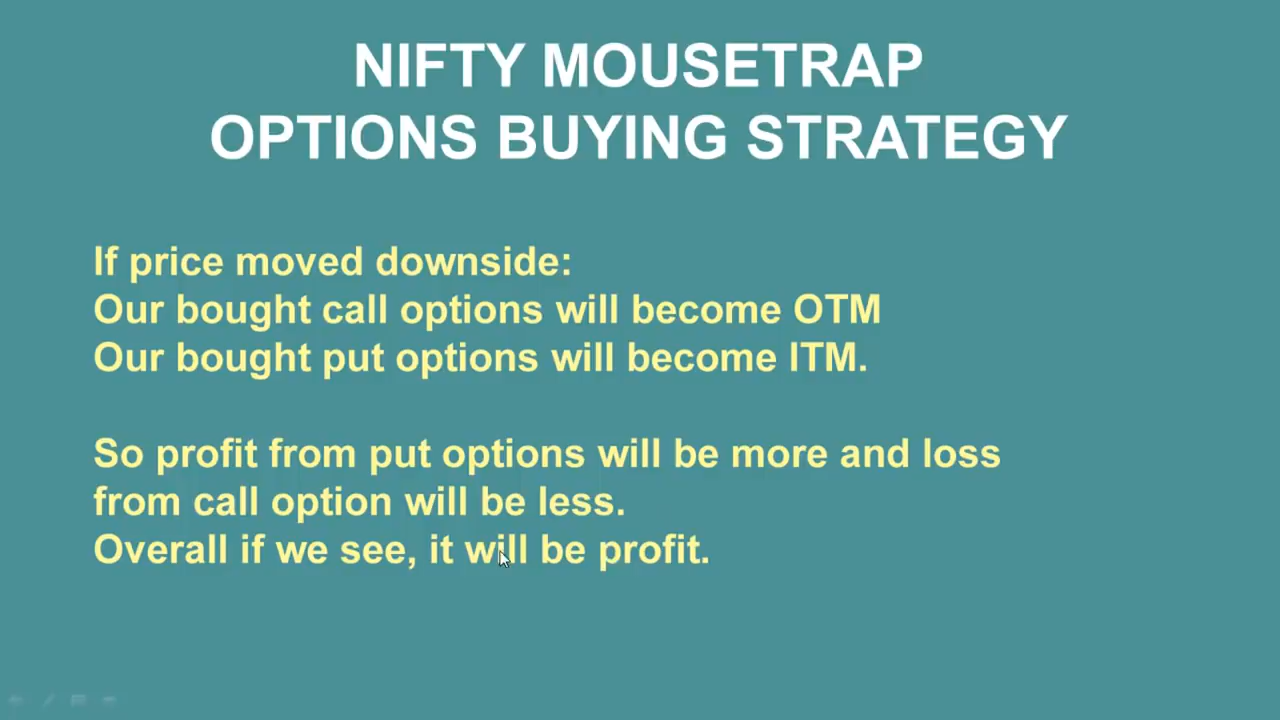 NIFTY MOUSETRAP
OPTIONS BUYING STRATEGY
If price moved downside:
Our bought call options will become OTM
Our bought put options will become ITM.
So profit from put options will be more and loss
from call option will be less.
Overall if we see, it will be profit.